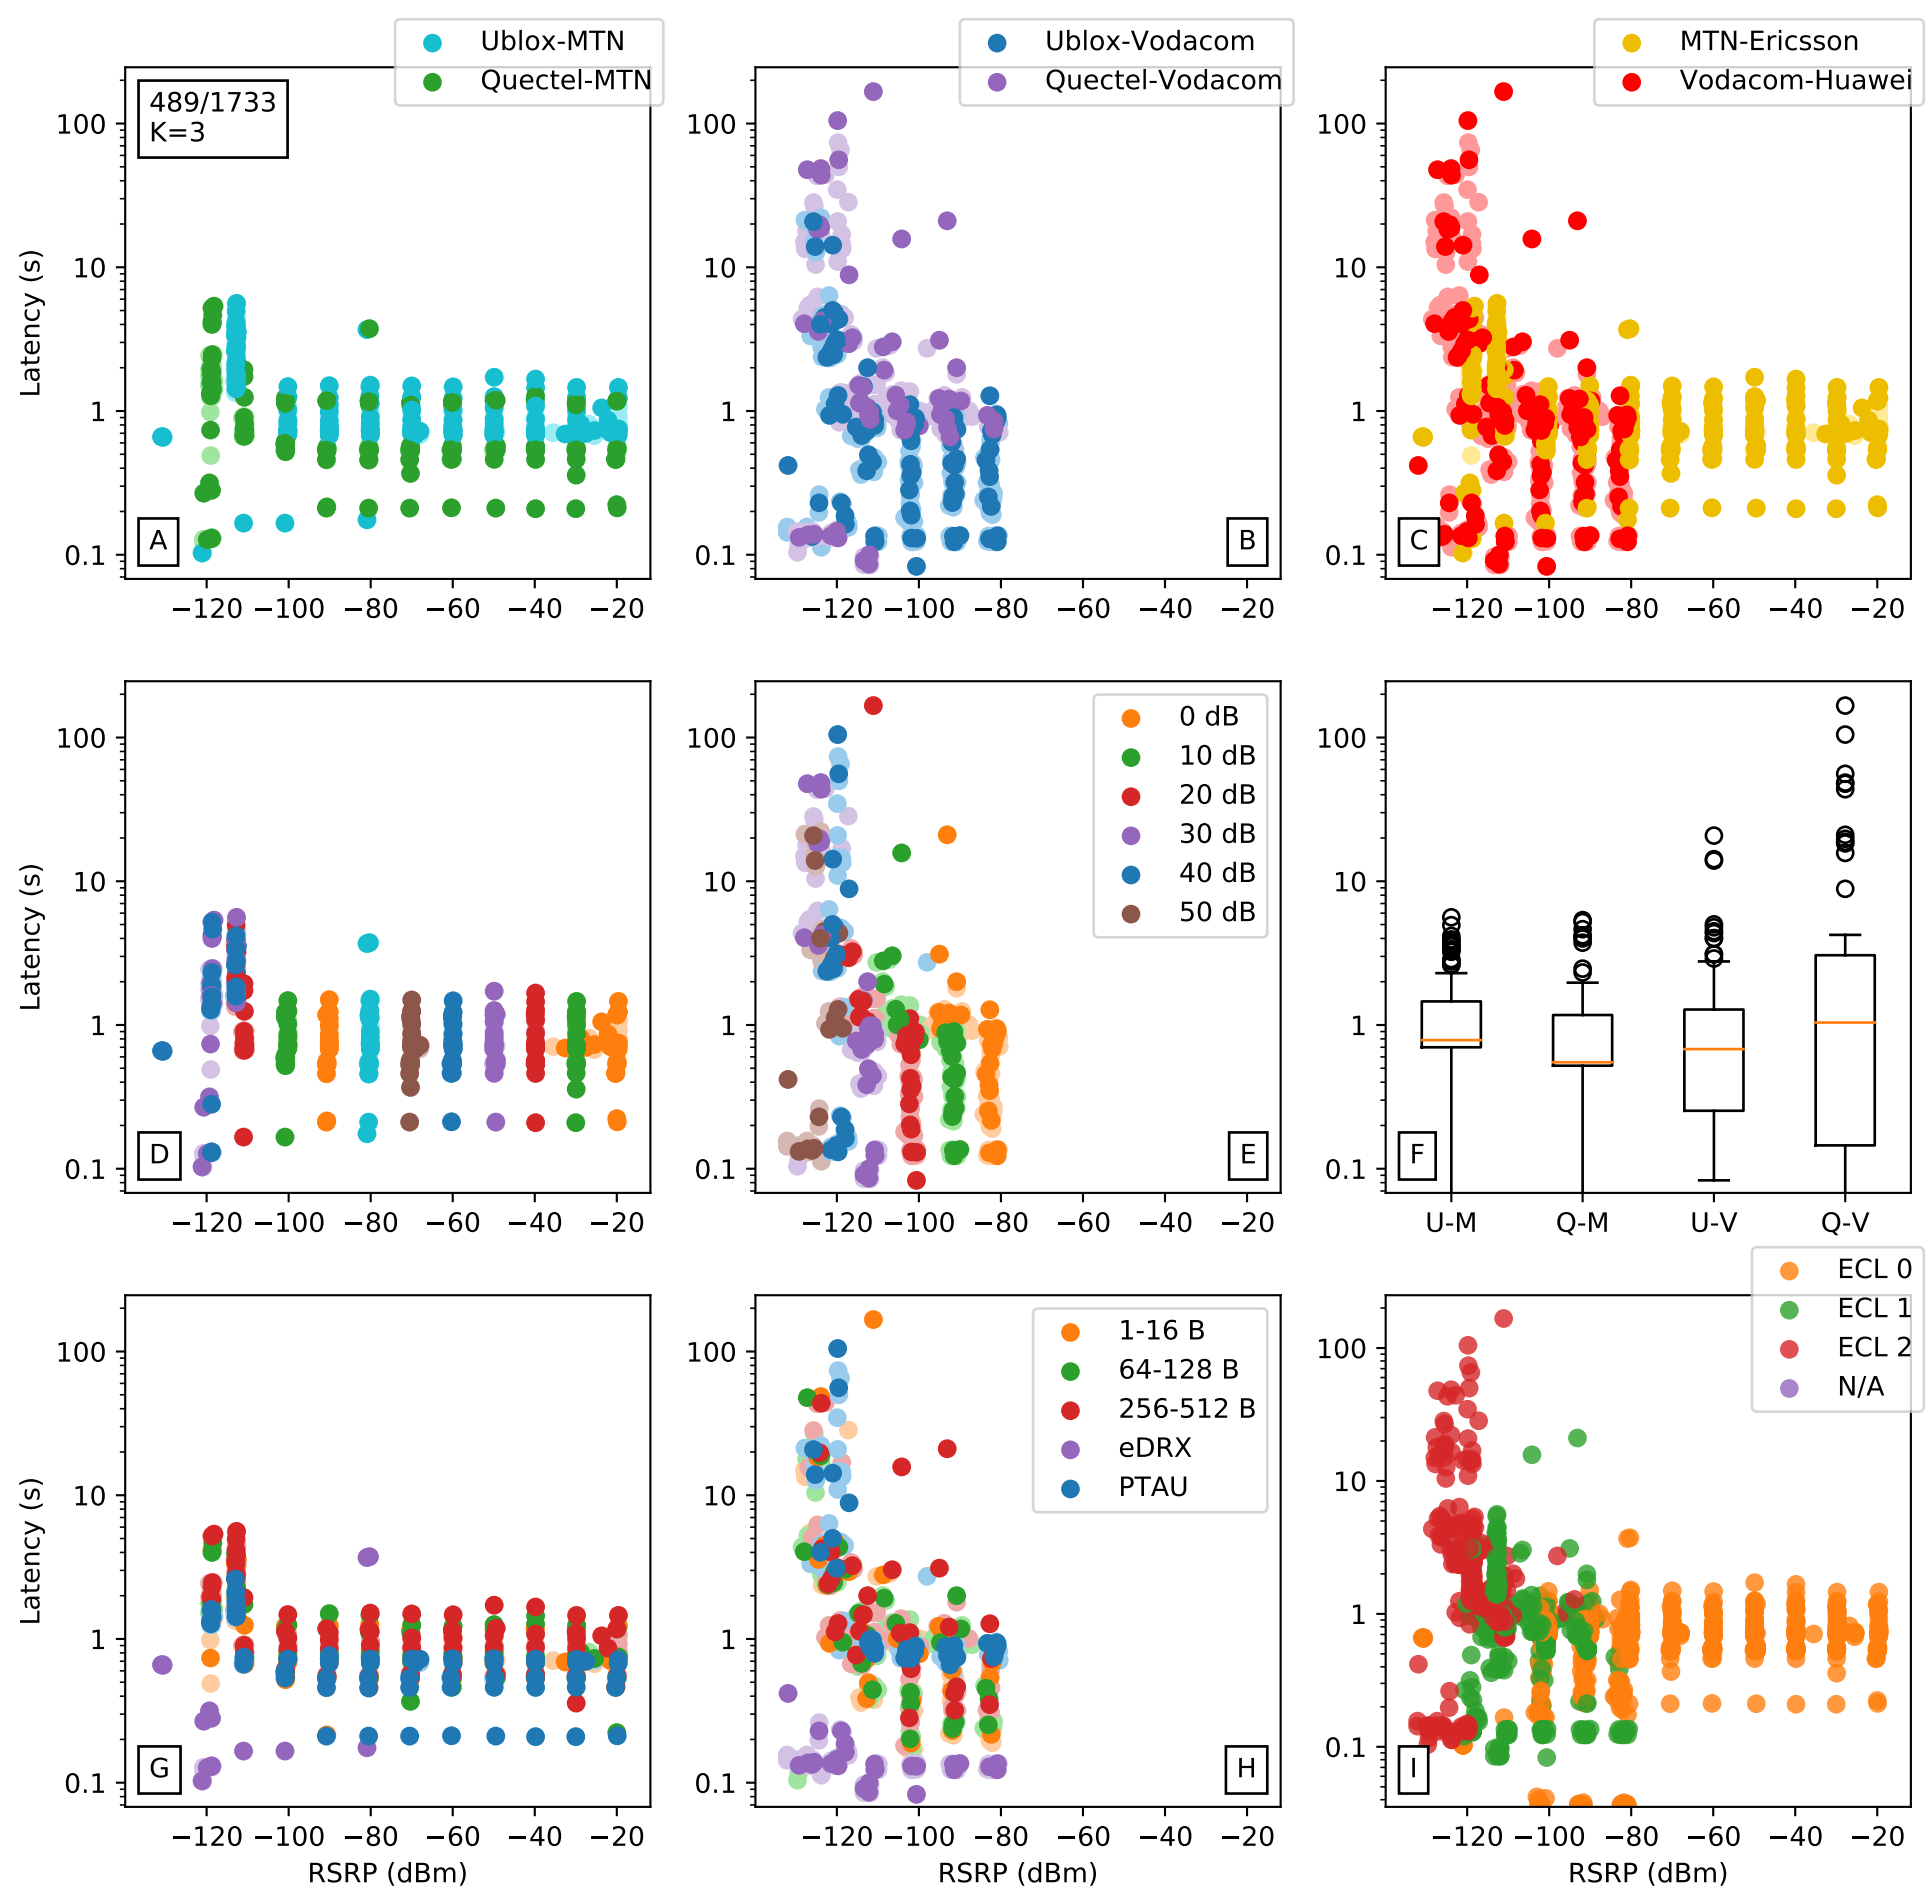 Ublox-MTN
Quectel-MTN
Ublox-Vodacom
Quectel-Vodacom
MTN-Ericsson
Vodacom-Huawei
489/1733
K=3
Latency (s)
100
10
1
0.1
A
−120 −100 −80 −60 −40 −20
100
10
1
0.1
B
−120 −100 −80 −60 −40 −20
100
10
1
0.1
C
−120 −100 −80 −60 −40 −20
Latency (s)
100
10
1
0.1
D
−120 −100 −80 −60 −40 −20
100
10
1
0.1
0 dB
10 dB
20 dB
30 dB
40 dB
50 dB
E
−120 −100 −80 −60 −40 −20
100
10
1
0.1
F
U-M Q-M U-V Q-V
Latency (s)
100
10
1
0.1
G
−120 −100 −80 −60 −40 −20
RSRP (dBm)
100
10
1
0.1
1-16 B
64-128 B
256-512 B
eDRX
PTAU
H
−120 −100 −80 −60 −40 −20
RSRP (dBm)
ECL 0
ECL 1
ECL 2
N/A
100
10
1
0.1
I
−120 −100 −80 −60 −40 −20
RSRP (dBm)